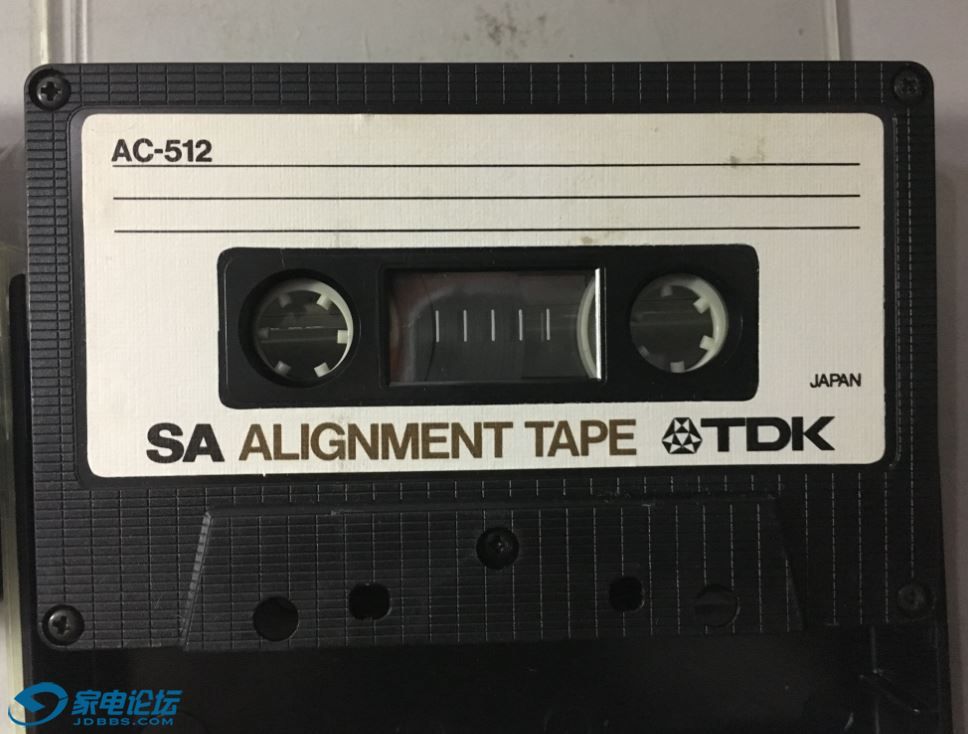 AC-512
JAPAN
SA ALIGNMENT TAPE TDK
家电论坛
JDBBS.COM